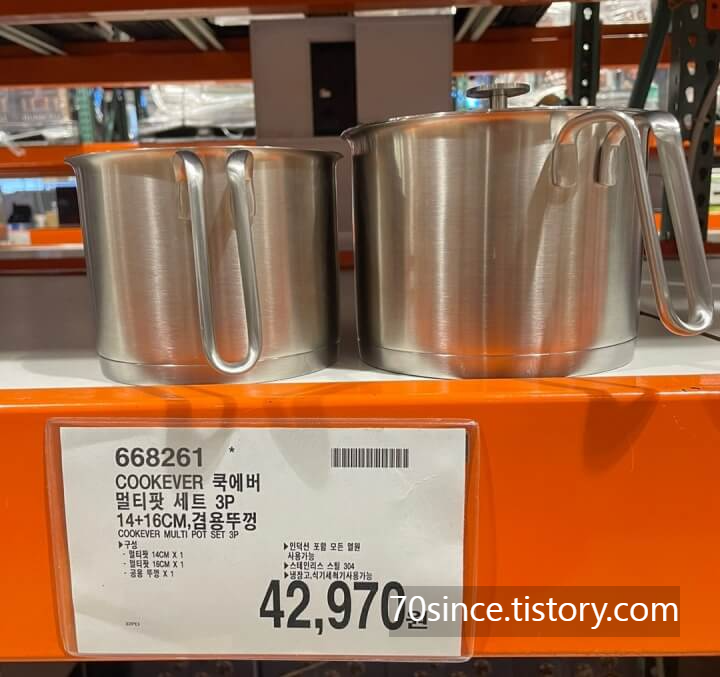 668261 *
COOKEVER 쿡에버
멀티팟 세트 3P
14+16CM,겸용뚜껑
COOKEVER MULTI POT SET 3P
▶구성
- 멀티팟 14CM X 1
- 멀티팟 16CM X 1
- 공용 뚜껑 X 1
▶인덕션 포함 모든 열원
사용가능
▶스테인리스 스틸 304
▶냉장고,식기세척기사용가능
42,970원
70since.tistory.com